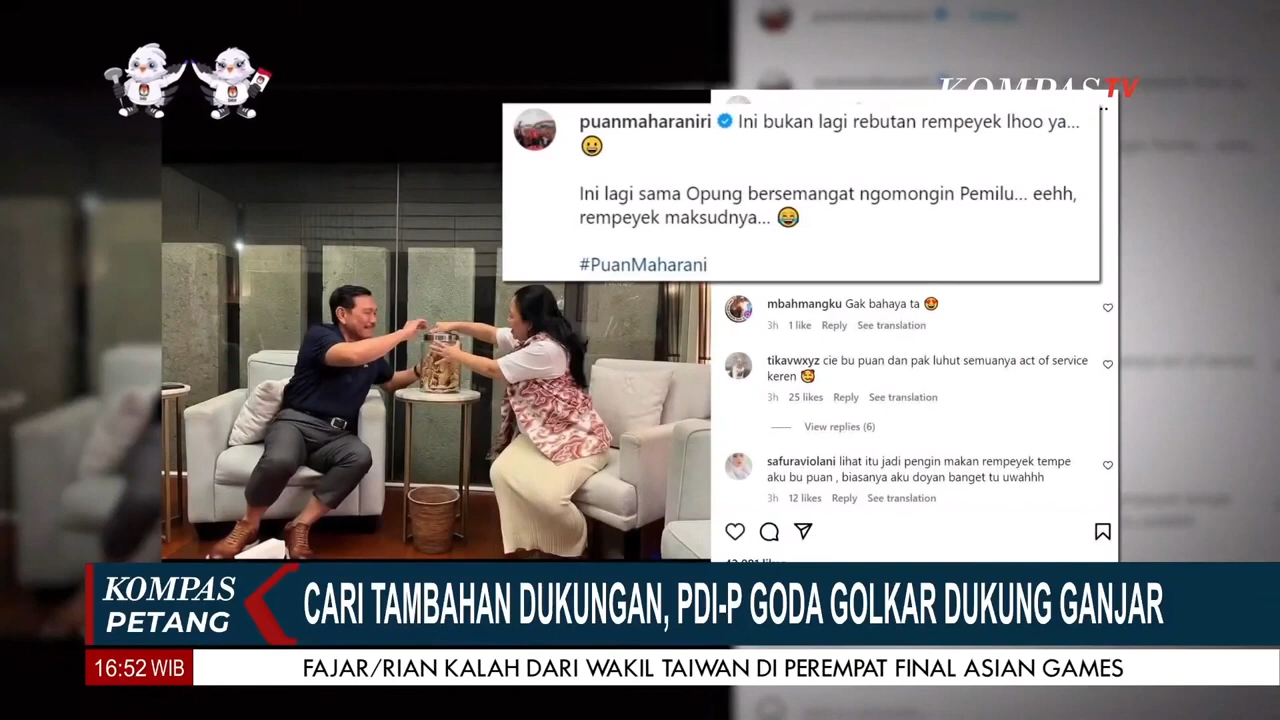 KOMPAS TV
puanmaharaniri Ini bukan lagi rebutan rempeyek lhoo ya...
😀
Ini lagi sama Opung bersemangat ngomongin Pemilu... eehh,
rempeyek maksudnya... 😂
#PuanMaharani
mbahmangku Gak bahaya ta 😍
3h 1 like Reply See translation
tikavwxyz cie bu puan dan pak luhut semuanya act of service
keren 🥰
3h 25 likes Reply See translation
View replies (6)
safuraviolani lihat itu jadi pengin makan rempeyek tempe
aku bu puan , biasanya aku doyan banget tu uwahhh
3h 12 likes Reply See translation
KOMPAS
PETANG
CARI TAMBAHAN DUKUNGAN, PDI-P GODA GOLKAR DUKUNG GANJAR
16:52 WIB
FAJAR/RIAN KALAH DARI WAKIL TAIWAN DI PEREMPAT FINAL ASIAN GAMES